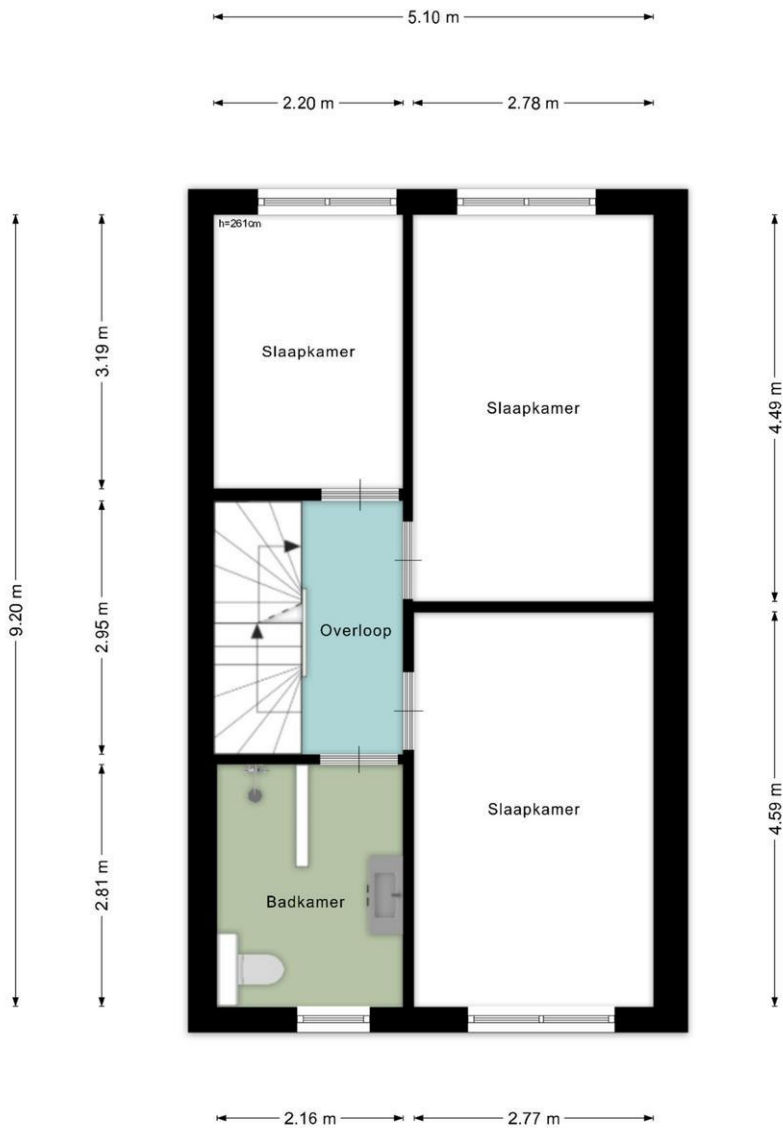 5.10 m
2.20 m
2.78 m
h=261cm
Slaapkamer
Slaapkamer
3.19 m
4.49 m
9.20 m
2.95 m
Overloop
Slaapkamer
4.59 m
2.81 m
Badkamer
2.16 m
2.77 m